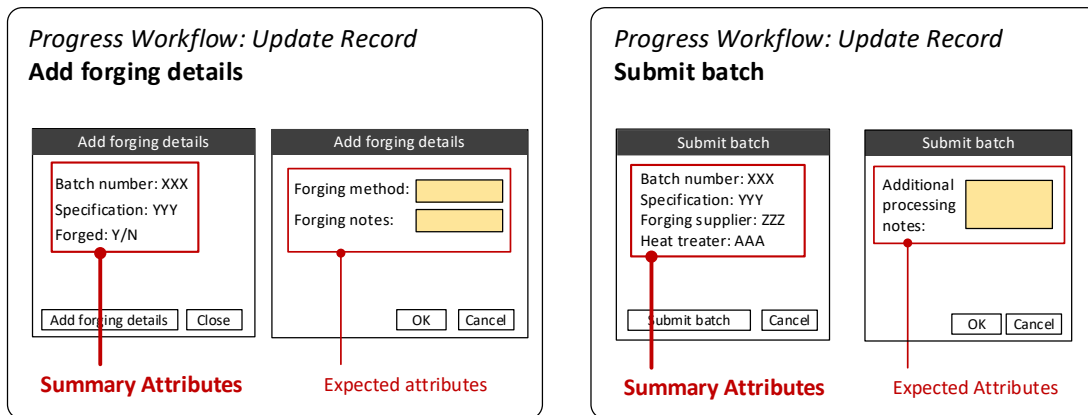 Progress Workflow: Update Record
Add forging details
Add forging details
Batch number: XXX
Specification: YYY
Forged: Y/N
Add forging details
Close
Add forging details
Forging method:
Forging notes:
OK
Cancel
Summary Attributes
Expected attributes
Progress Workflow: Update Record
Submit batch
Submit batch
Batch number: XXX
Specification: YYY
Forging supplier: ZZZ
Heat treater: AAA
Submit batch
Cancel
Submit batch
Additional
processing
notes:
OK
Cancel
Summary Attributes
Expected Attributes